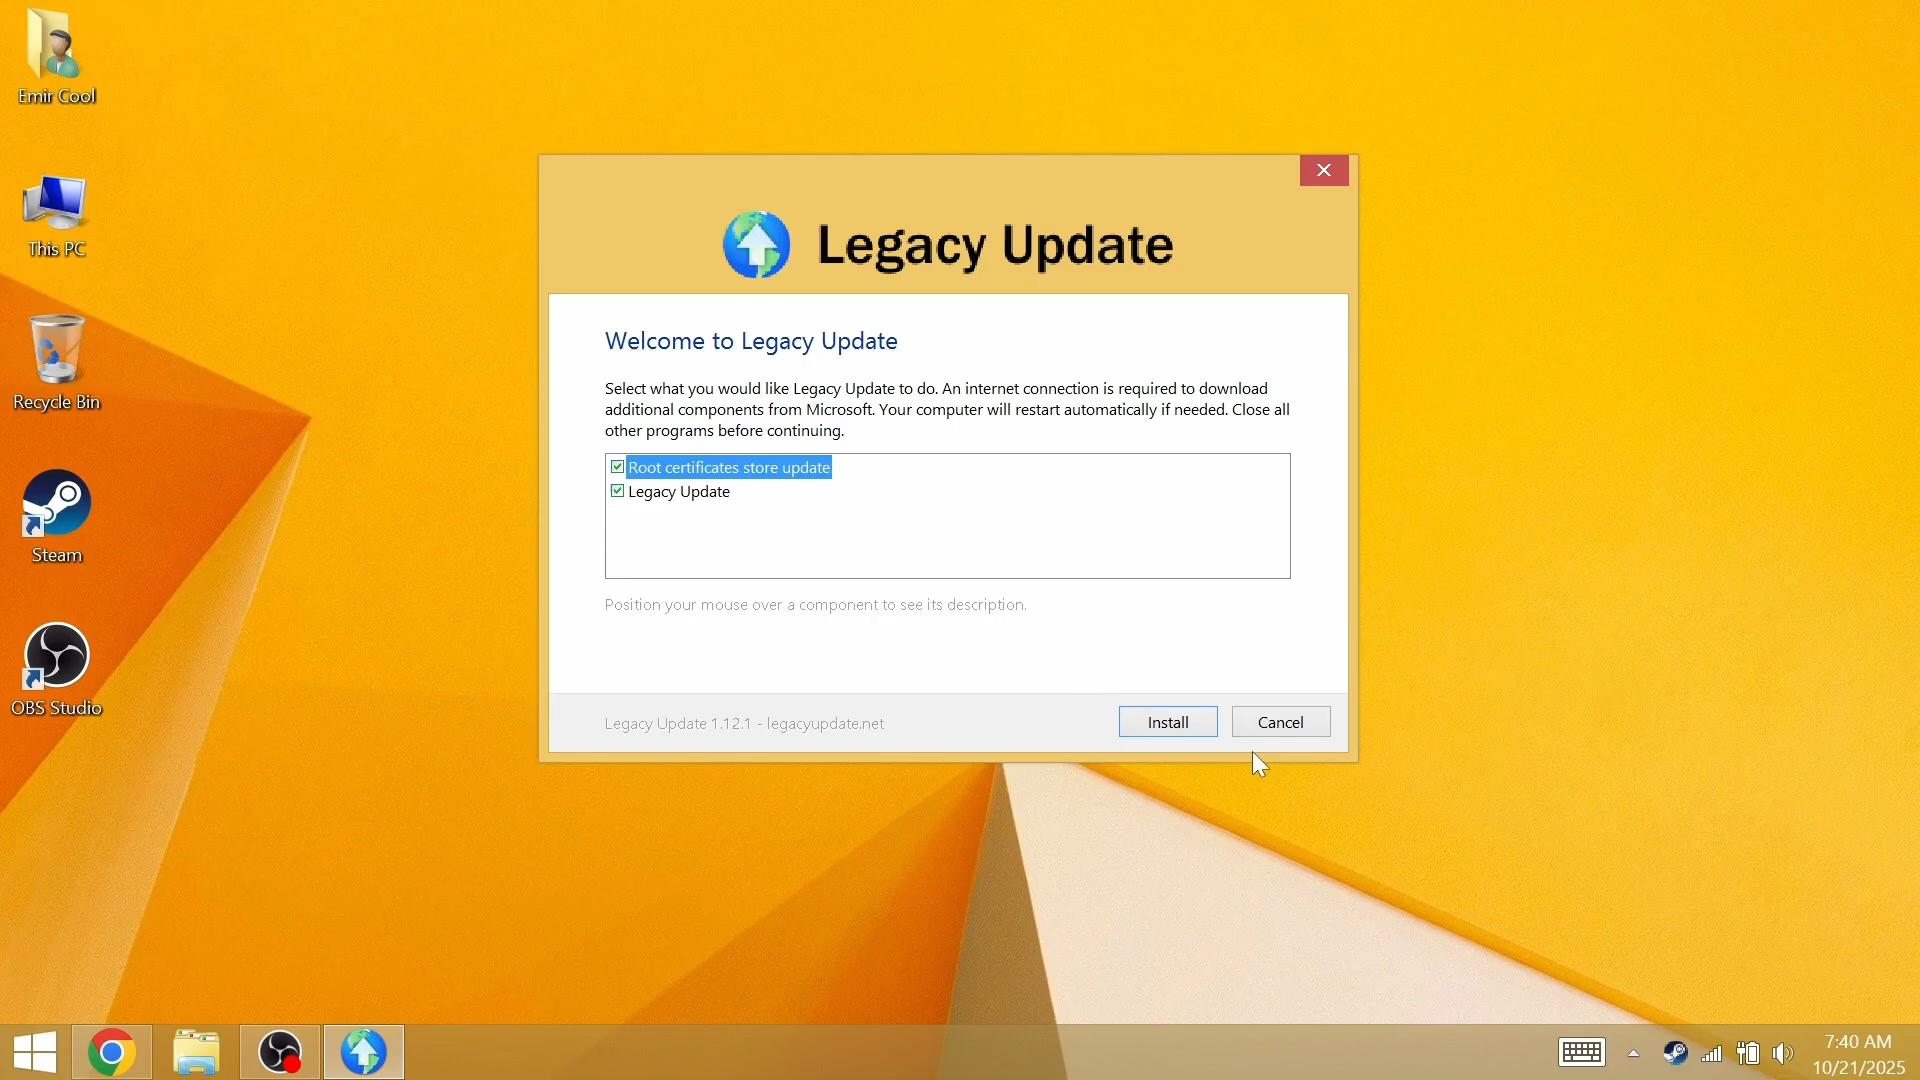 Emir Cool
This PC
Recycle Bin
Steam
OBS Studio
Legacy Update
Welcome to Legacy Update
Select what you would like Legacy Update to do. An internet connection is required to download
additional components from Microsoft. Your computer will restart automatically if needed. Close all
other programs before continuing.
Root certificates store update
Legacy Update
Position your mouse over a component to see its description.
Legacy Update 1.12.1 - legacyupdate.net
Install
Cancel
7:40 AM
10/21/2025